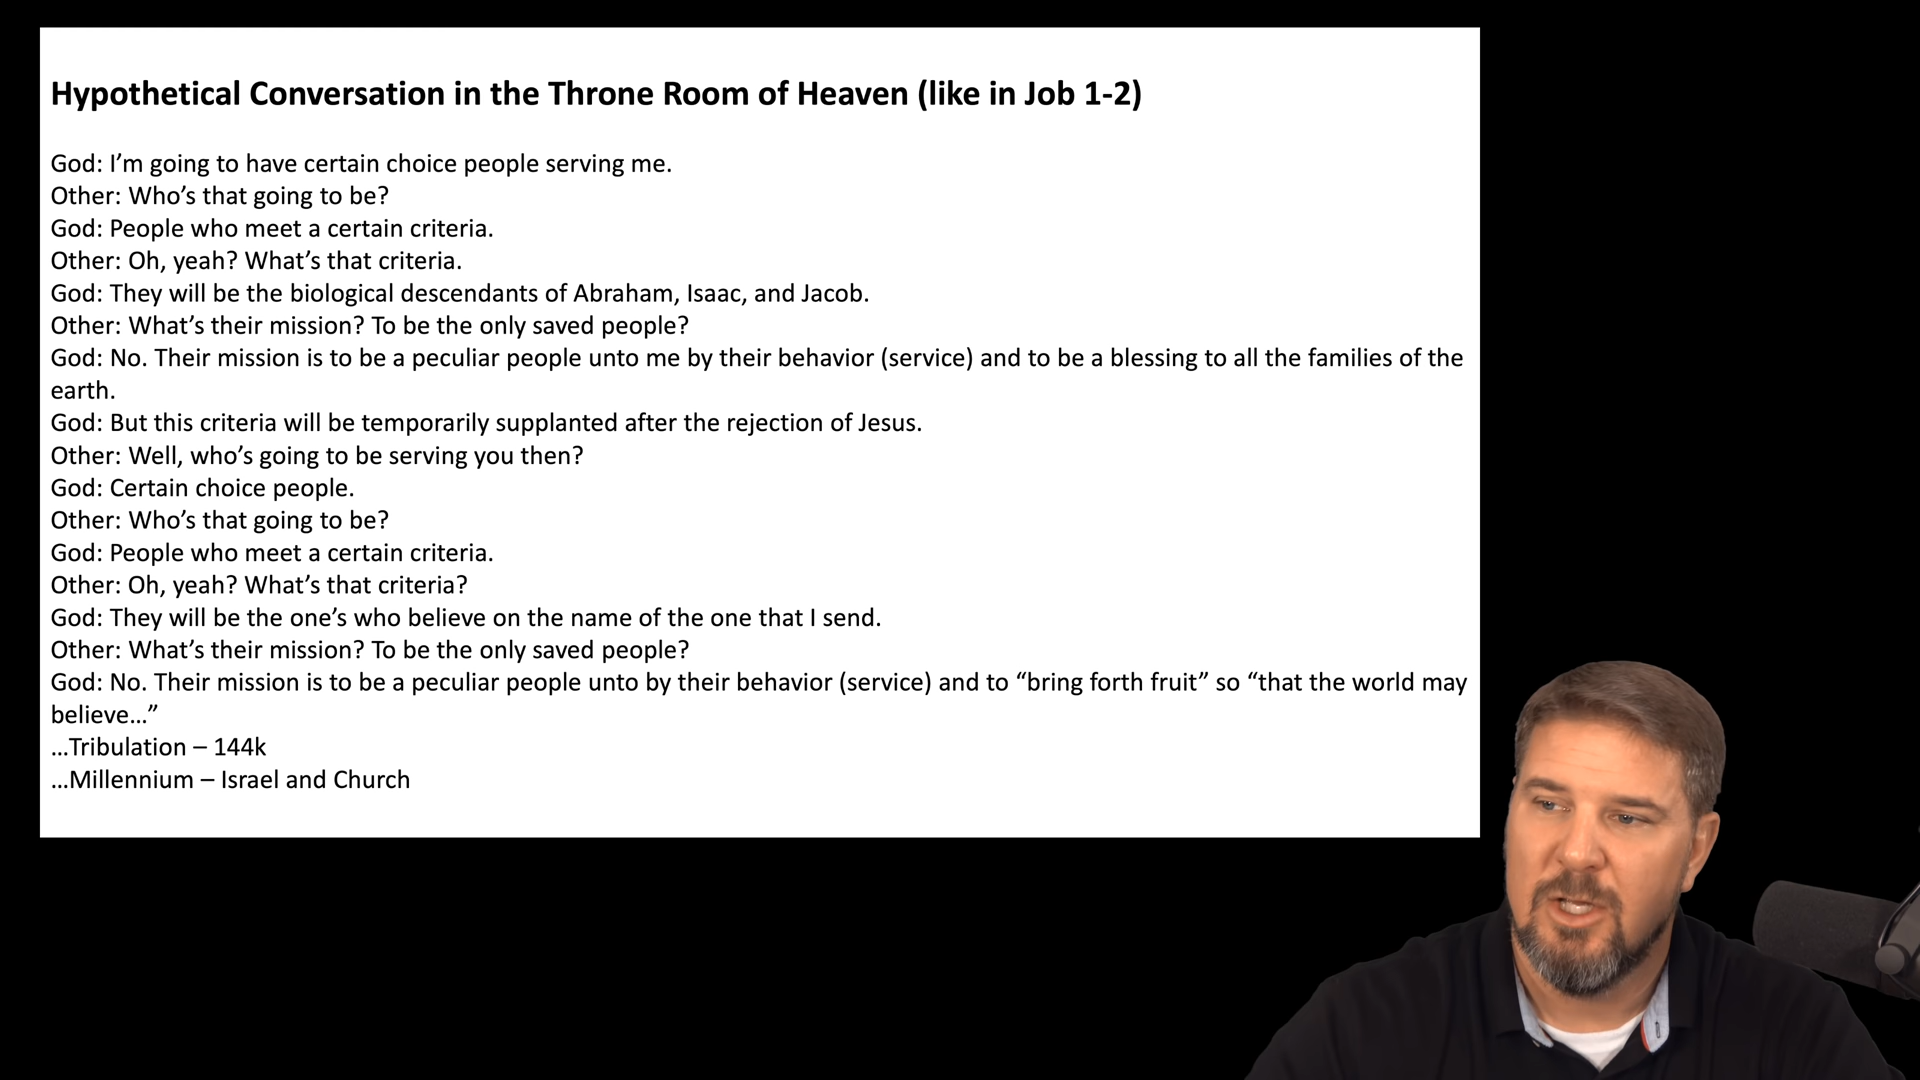 Hypothetical Conversation in the Throne Room of Heaven (like in Job 1-2)
God: I’m going to have certain choice people serving me.
Other: Who’s that going to be?
God: People who meet a certain criteria.
Other: Oh, yeah? What’s that criteria.
God: They will be the biological descendants of Abraham, Isaac, and Jacob.
Other: What’s their mission? To be the only saved people?
God: No. Their mission is to be a peculiar people unto me by their behavior (service) and to be a blessing to all the families of the
earth.
God: But this criteria will be temporarily supplanted after the rejection of Jesus.
Other: Well, who’s going to be serving you then?
God: Certain choice people.
Other: Who’s that going to be?
God: People who meet a certain criteria.
Other: Oh, yeah? What’s that criteria?
God: They will be the one’s who believe on the name of the one that I send.
Other: What’s their mission? To be the only saved people?
God: No. Their mission is to be a peculiar people unto by their behavior (service) and to “bring forth fruit” so “that the world may
believe…”
…Tribulation – 144k
…Millennium – Israel and Church